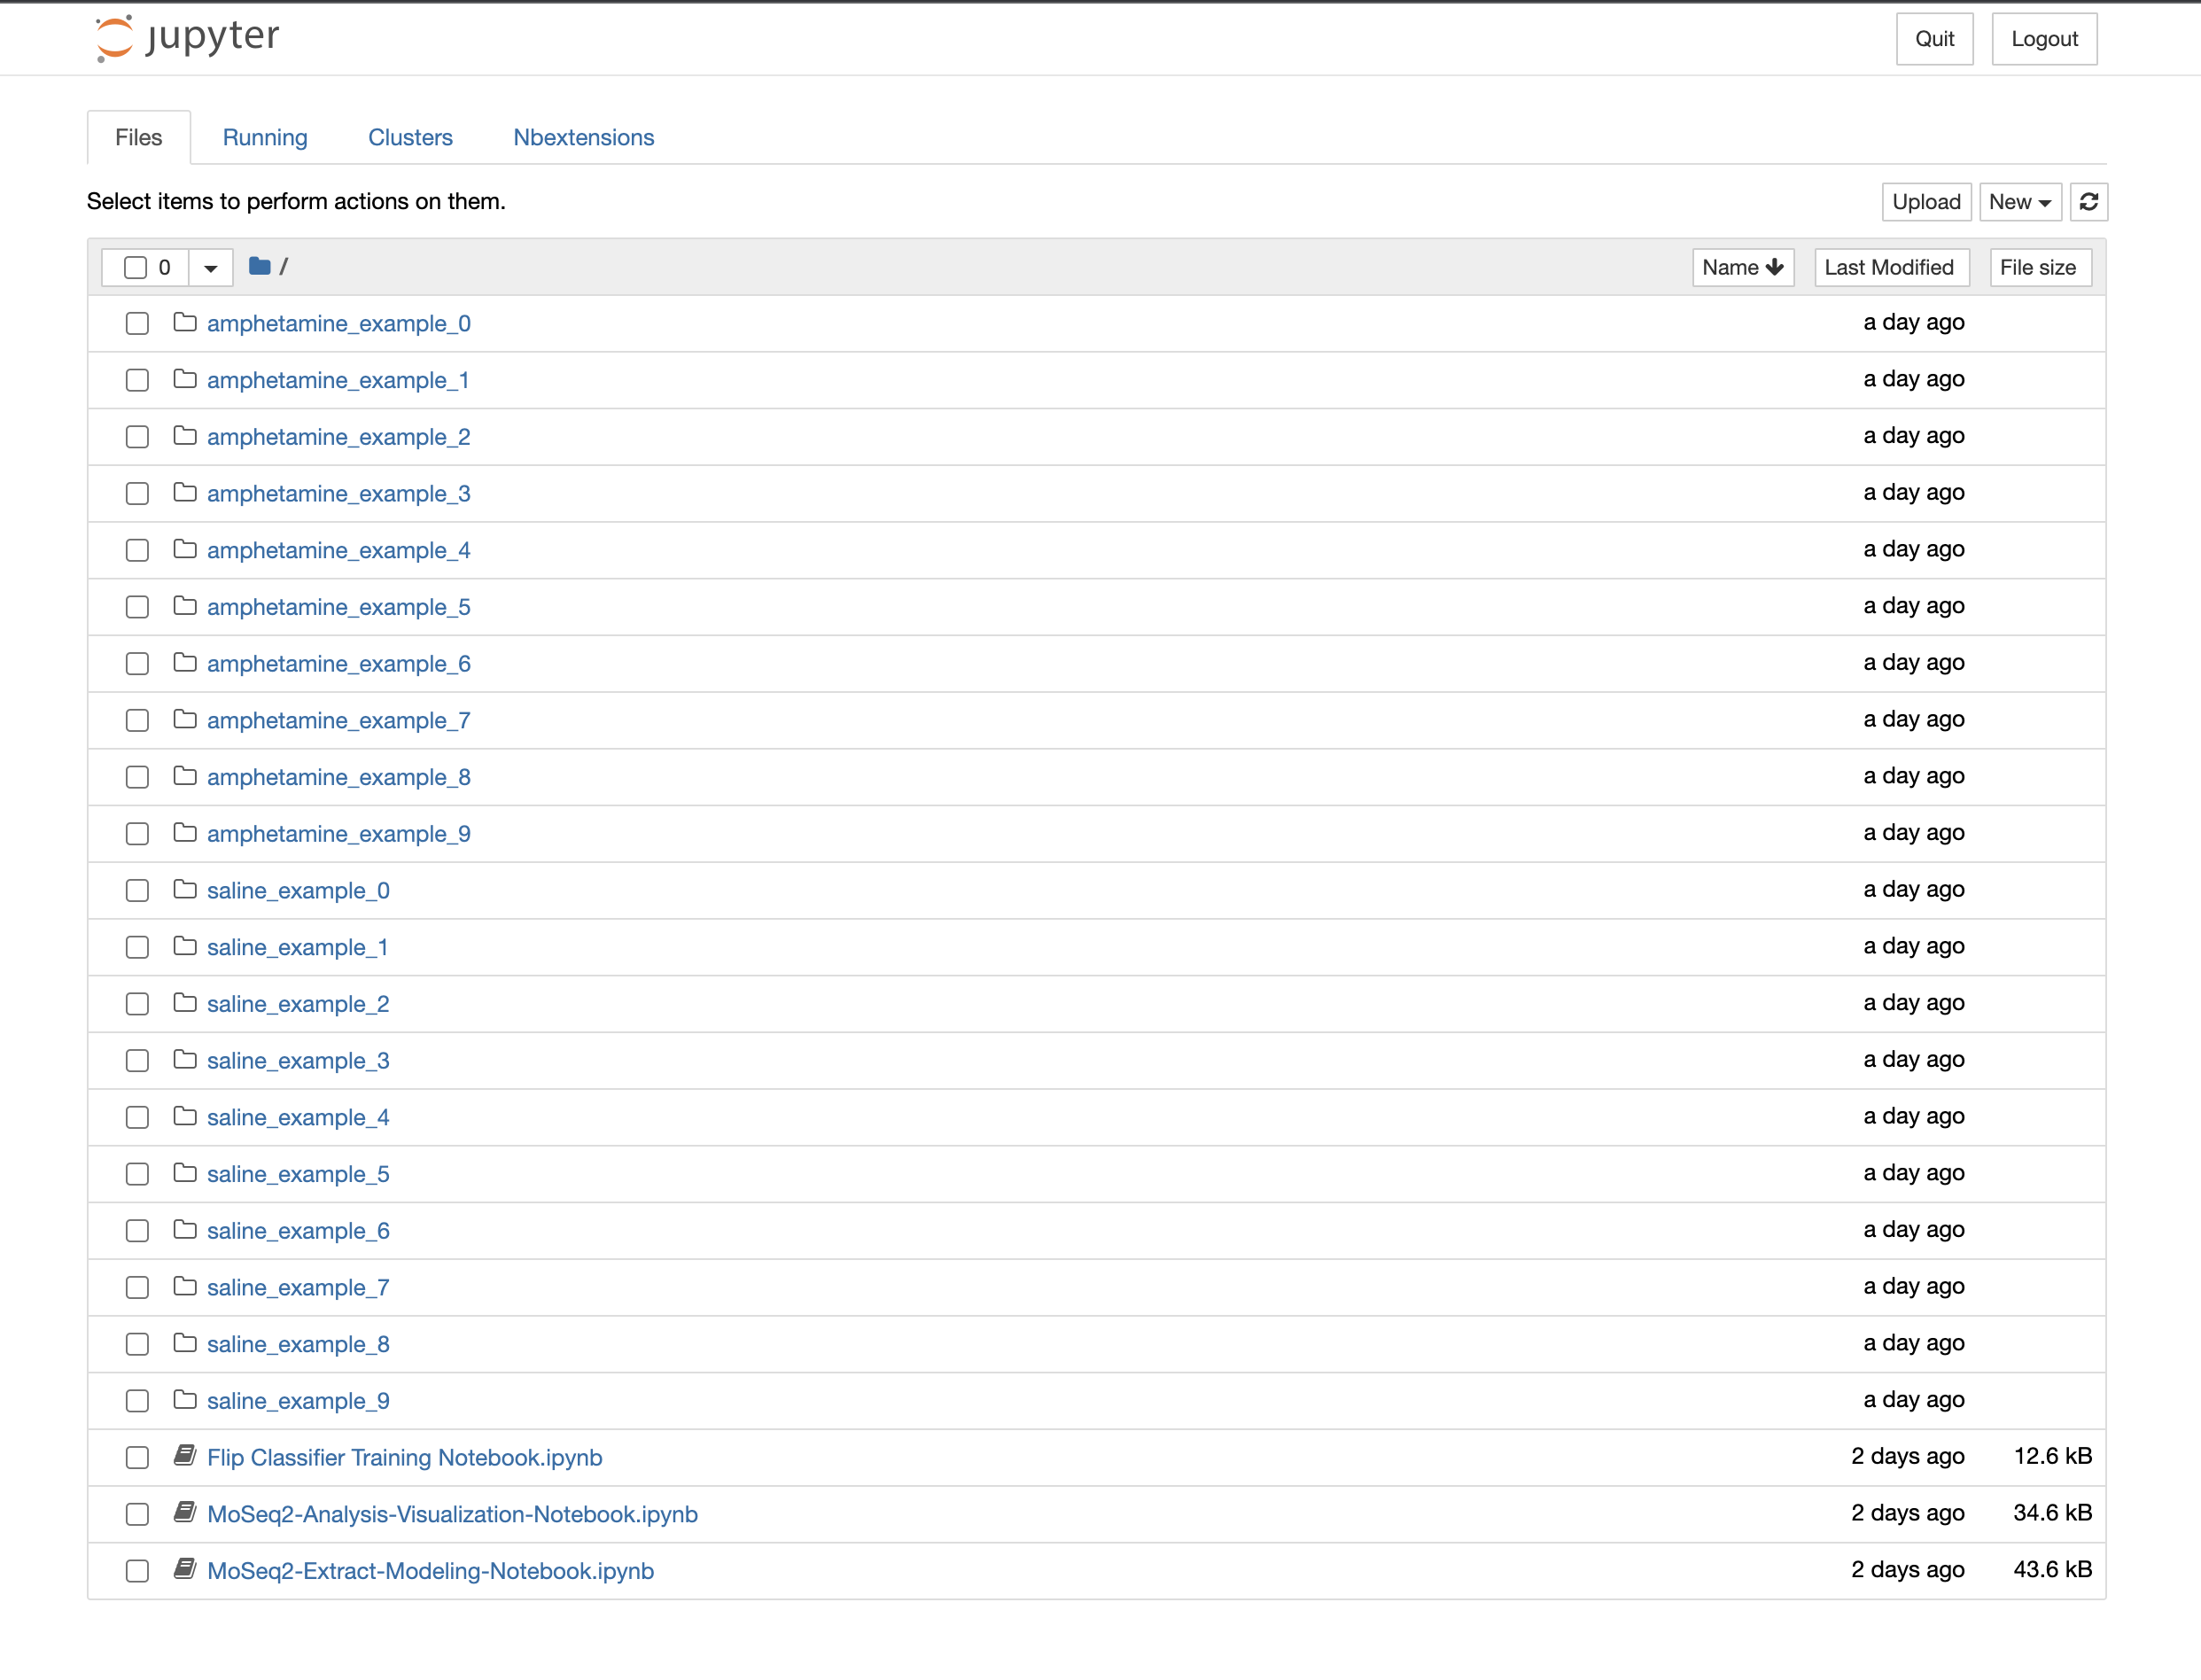 jupyter Quit Logout
Files Running Clusters Nbextensions
Select items to perform actions on them. Upload New
0 / Name Last Modified File size
amphetamine_example_0 a day ago
amphetamine_example_1 a day ago
amphetamine_example_2 a day ago
amphetamine_example_3 a day ago
amphetamine_example_4 a day ago
amphetamine_example_5 a day ago
amphetamine_example_6 a day ago
amphetamine_example_7 a day ago
amphetamine_example_8 a day ago
amphetamine_example_9 a day ago
saline_example_0 a day ago
saline_example_1 a day ago
saline_example_2 a day ago
saline_example_3 a day ago
saline_example_4 a day ago
saline_example_5 a day ago
saline_example_6 a day ago
saline_example_7 a day ago
saline_example_8 a day ago
saline_example_9 a day ago
Flip Classifier Training Notebook.ipynb 2 days ago 12.6 kB
MoSeq2-Analysis-Visualization-Notebook.ipynb 2 days ago 34.6 kB
MoSeq2-Extract-Modeling-Notebook.ipynb 2 days ago 43.6 kB